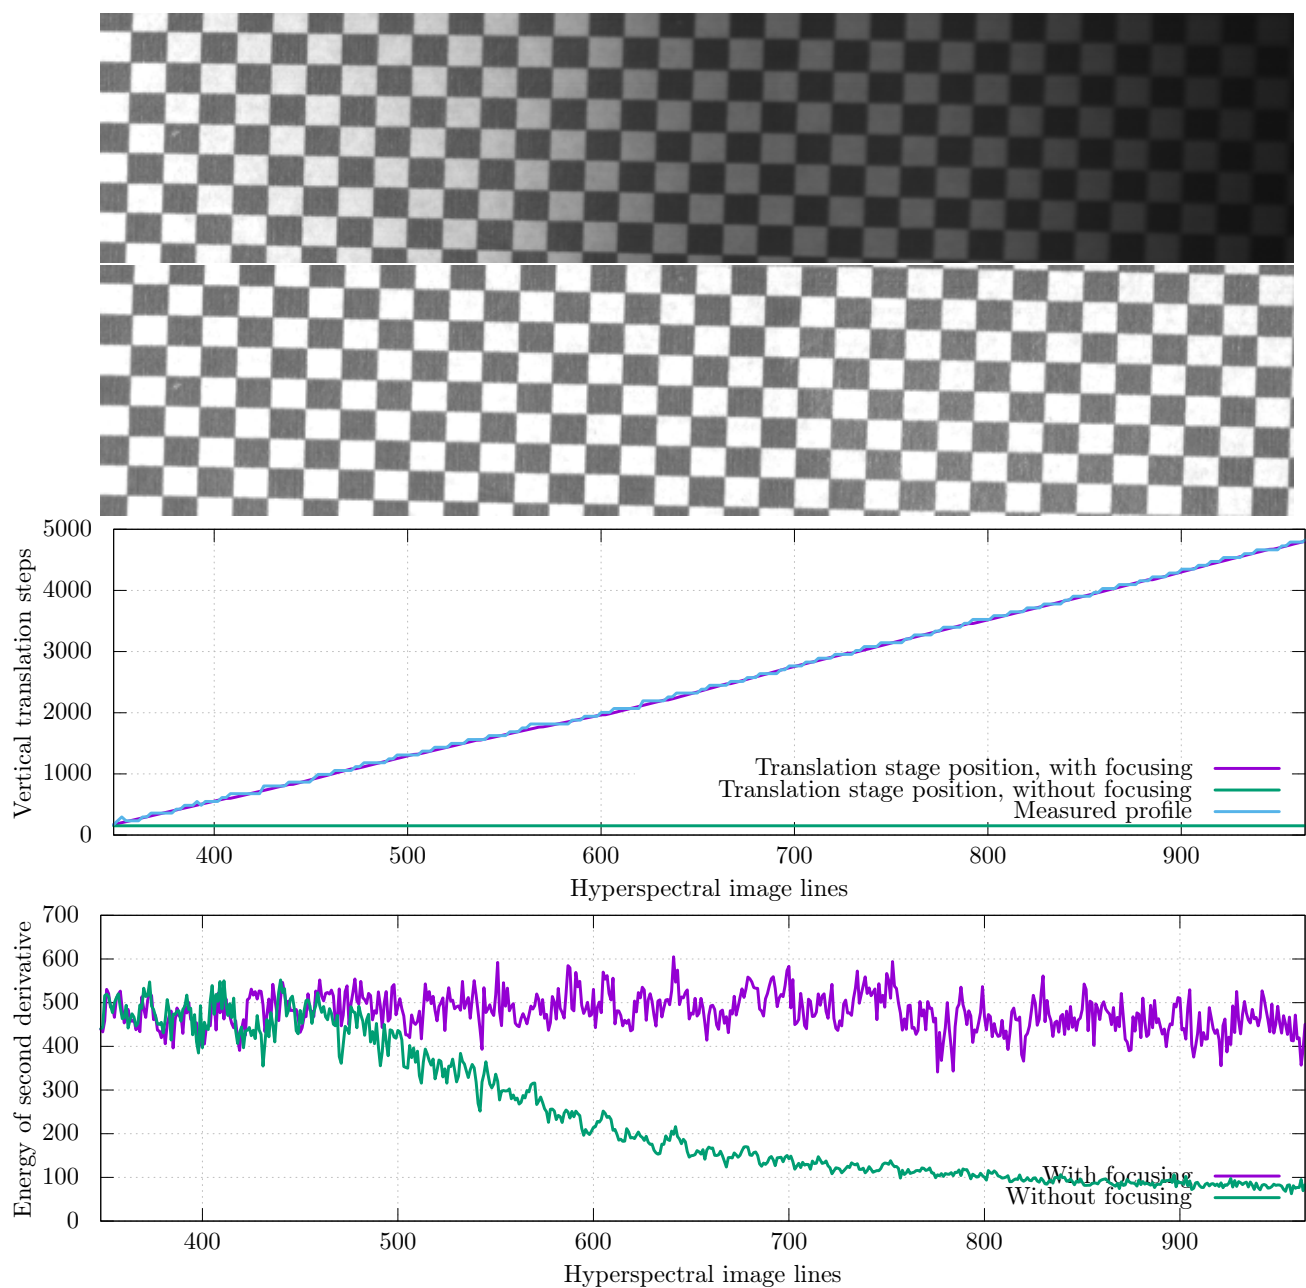 5000
4000
3000
2000
1000
0
Vertical translation steps
Translation stage position, with focusing
Translation stage position, without focusing
Measured profile
400 500 600 700 800 900
Hyperspectral image lines
700
600
500
400
300
200
100
0
Energy of second derivative
With focusing
Without focusing
400 500 600 700 800 900
Hyperspectral image lines